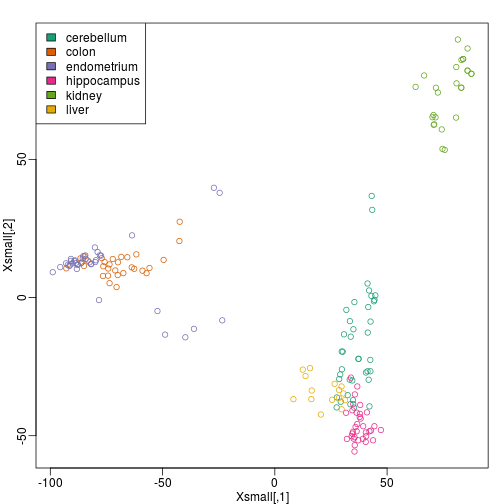 cerebellum
colon
endometrium
hippocampus
kidney
liver
Xsmall[,2]
50
0
-50
-100
-50
0
50
Xsmall[,1]